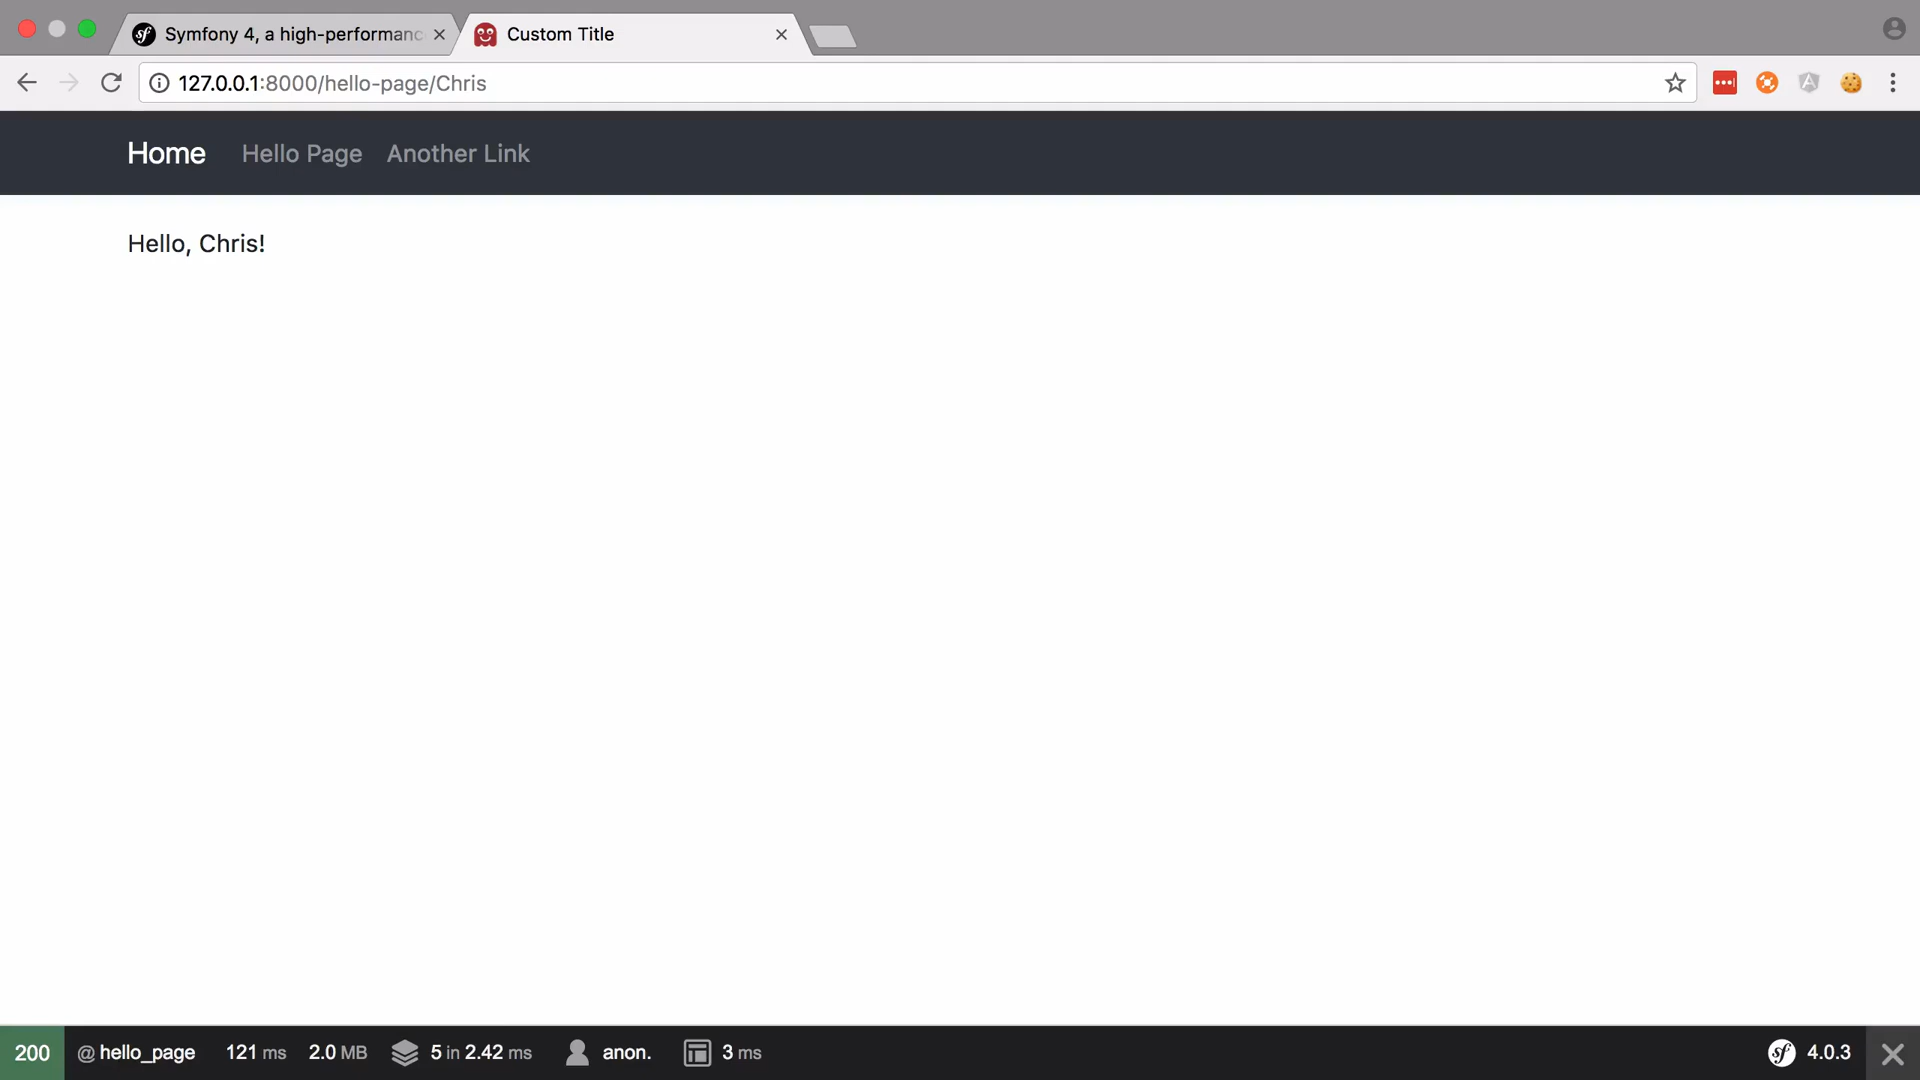 Symfony 4, a high-performanc
Custom Title
127.0.0.1:8000/hello-page/Chris
Home Hello Page Another Link
Hello, Chris!
200 @ hello_page 121 ms 2.0 MB 5 in 2.42 ms anon. 3 ms 4.0.3